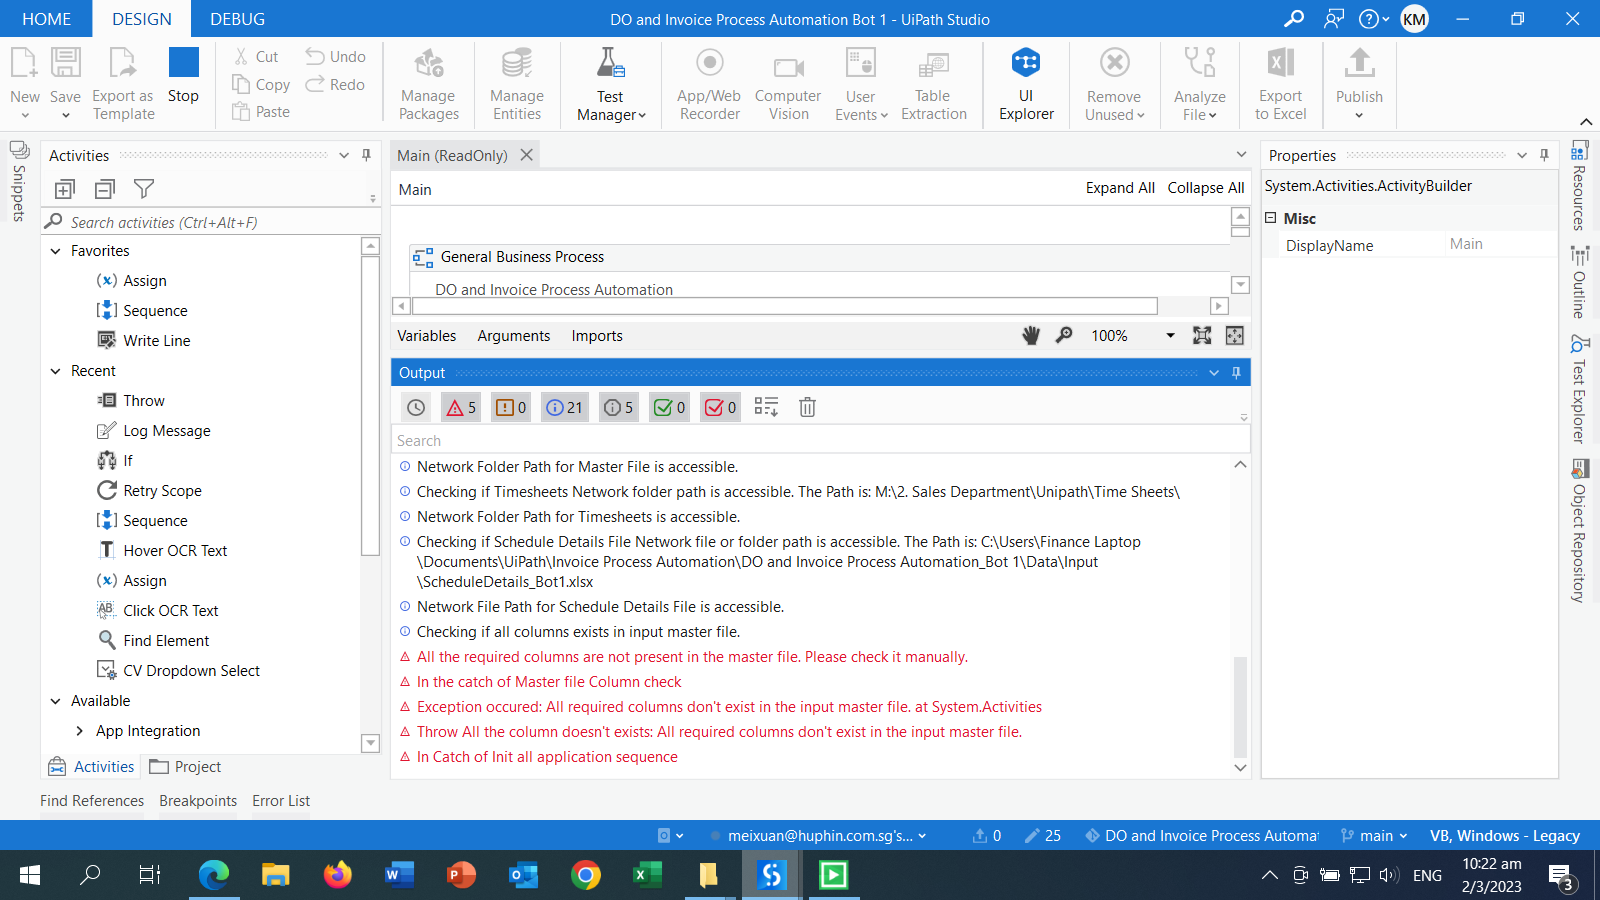 HOME DESIGN DEBUG DO and Invoice Process Automation Bot 1 - UiPath Studio KM
New Save Export as Template Stop
Cut Undo
Copy Redo
Paste
Manage Packages Manage Entities Test Manager App/Web Recorder Computer Vision User Events Table Extraction UI Explorer Remove Unused Analyze File Export to Excel Publish
Snippets
Activities
Search activities (Ctrl+Alt+F)
Favorites
Assign
Sequence
Write Line
Recent
Throw
Log Message
If
Retry Scope
Sequence
Hover OCR Text
Assign
Click OCR Text
Find Element
CV Dropdown Select
Available
App Integration
Activities Project
Main (ReadOnly)
Main Expand All Collapse All
General Business Process
DO and Invoice Process Automation
Variables Arguments Imports 100%
Output
5 0 21 5 0 0
Search
Network Folder Path for Master File is accessible.
Checking if Timesheets Network folder path is accessible. The Path is: M:\2. Sales Department\Unipath\Time Sheets\
Network Folder Path for Timesheets is accessible.
Checking if Schedule Details File Network file or folder path is accessible. The Path is: C:\Users\Finance Laptop
\Documents\UiPath\Invoice Process Automation\DO and Invoice Process Automation_Bot 1\Data\Input
\ScheduleDetails_Bot1.xlsx
Network File Path for Schedule Details File is accessible.
Checking if all columns exists in input master file.
All the required columns are not present in the master file. Please check it manually.
In the catch of Master file Column check
Exception occured: All required columns don't exist in the input master file. at System.Activities
Throw All the column doesn't exists: All required columns don't exist in the input master file.
In Catch of Init all application sequence
Properties
System.Activities.ActivityBuilder
Misc
DisplayName Main
Resources
Outline
Test Explorer
Object Repository
Find References Breakpoints Error List
meixuan@huphin.com.sg's... 0 25 DO and Invoice Process Automat main VB, Windows - Legacy
ENG 10:22 am
2/3/2023 3